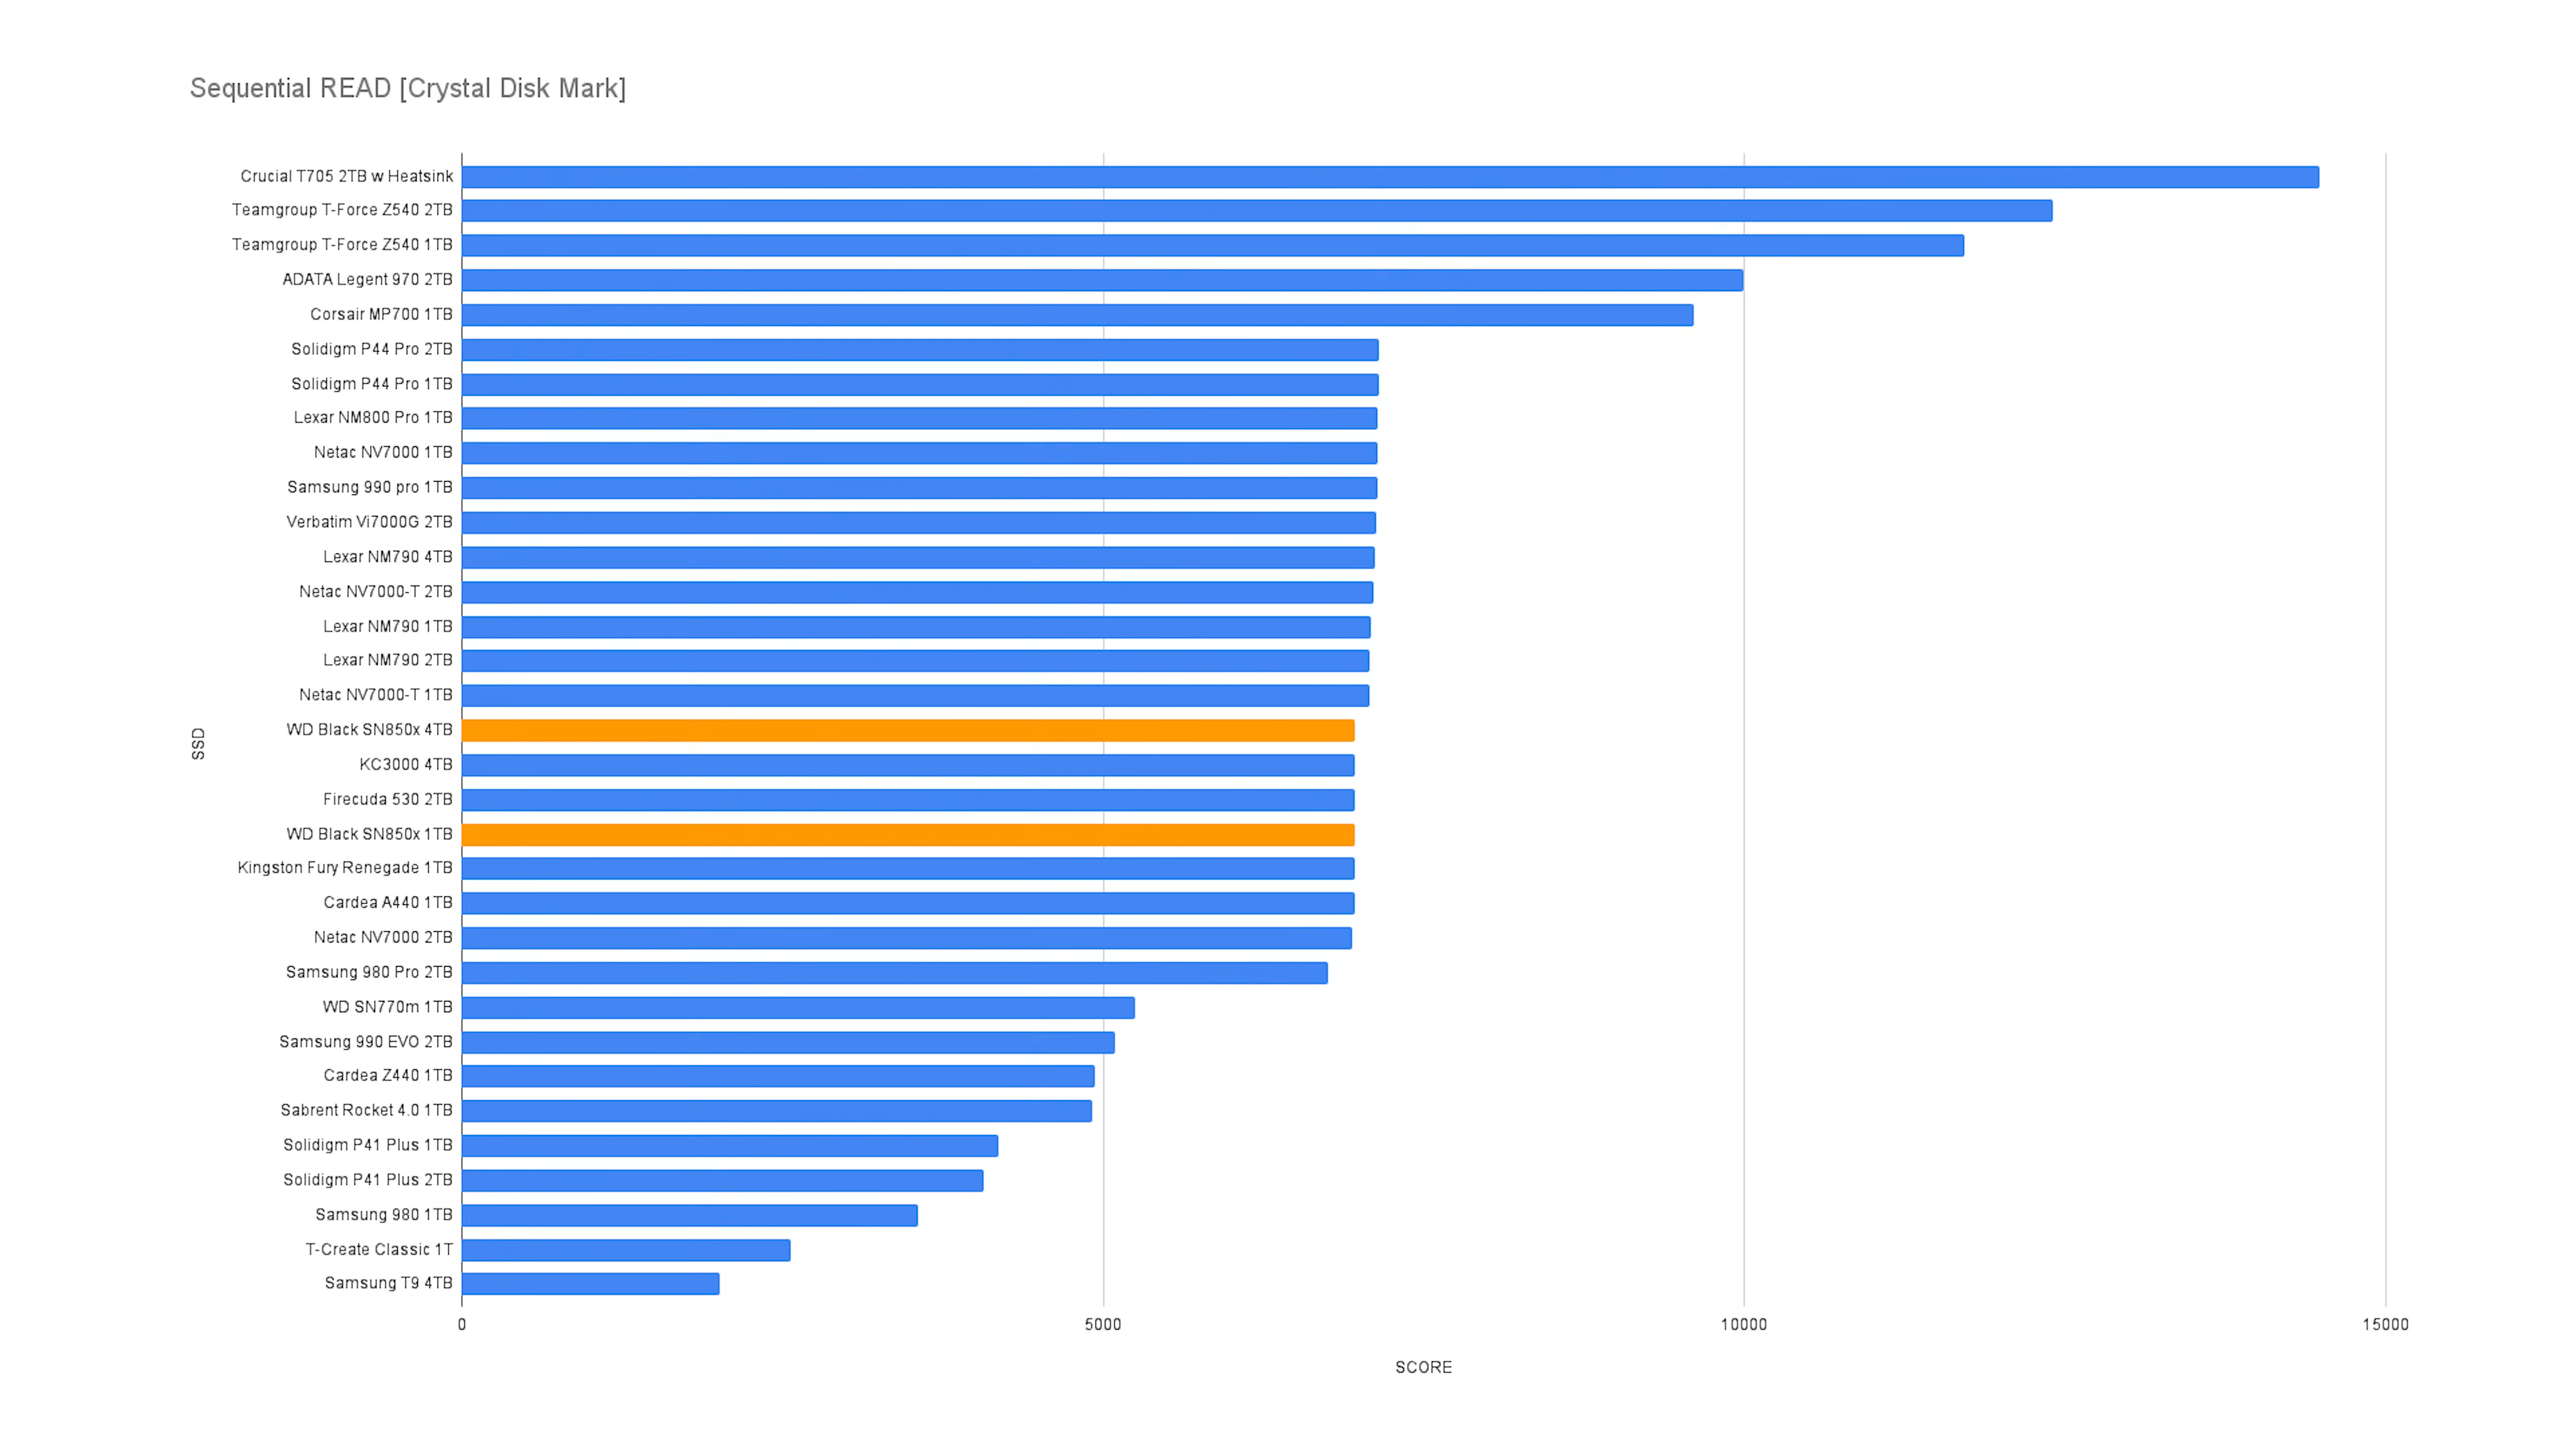 Sequential READ [Crystal Disk Mark]
Crucial T705 2TB w Heatsink
Teamgroup T-Force Z540 2TB
Teamgroup T-Force Z540 1TB
ADATA Legent 970 2TB
Corsair MP700 1TB
Solidigm P44 Pro 2TB
Solidigm P44 Pro 1TB
Lexar NM800 Pro 1TB
Netac NV7000 1TB
Samsung 990 pro 1TB
Verbatim Vi7000G 2TB
Lexar NM790 4TB
Netac NV7000-T 2TB
Lexar NM790 1TB
Lexar NM790 2TB
Netac NV7000-T 1TB
WD Black SN850x 4TB
SSD
KC3000 4TB
Firecuda 530 2TB
WD Black SN850x 1TB
Kingston Fury Renegade 1TB
Cardea A440 1TB
Netac NV7000 2TB
Samsung 980 Pro 2TB
WD SN770m 1TB
Samsung 990 EVO 2TB
Cardea Z440 1TB
Sabrent Rocket 4.0 1TB
Solidigm P41 Plus 1TB
Solidigm P41 Plus 2TB
Samsung 980 1TB
T-Create Classic 1T
Samsung T9 4TB
0 5000 10000 15000
SCORE